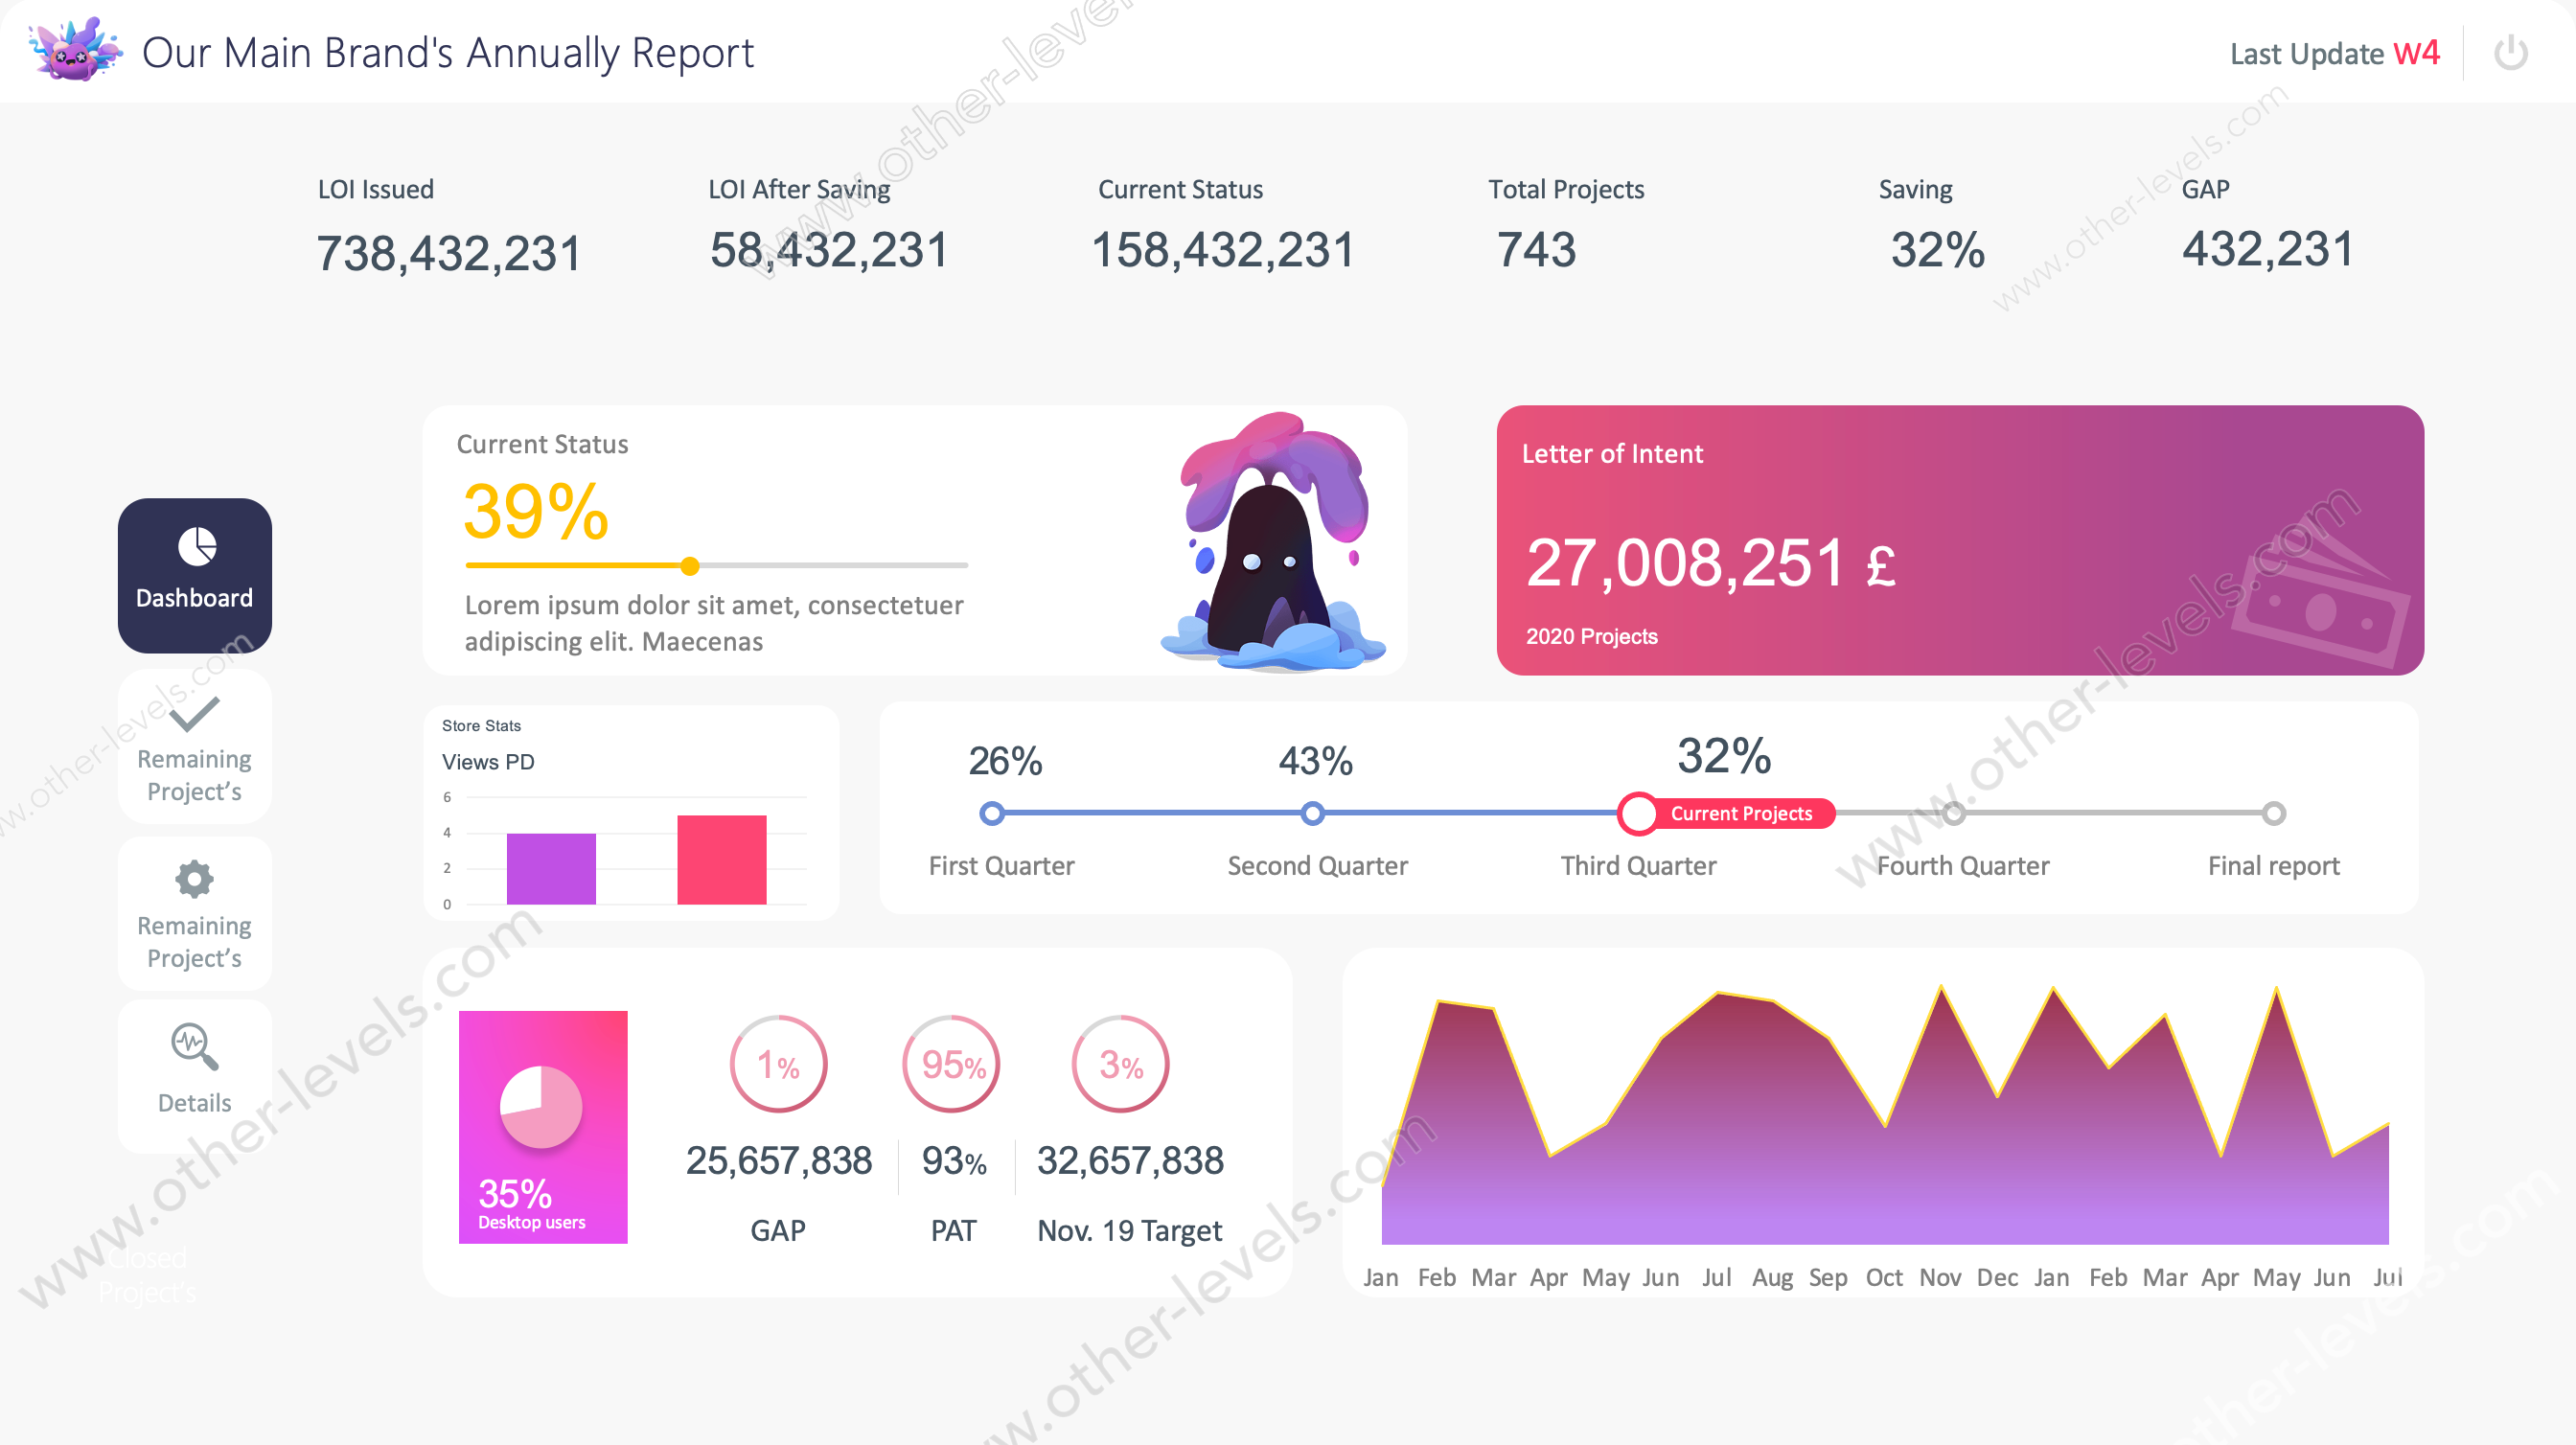 Our Main Brand's Annually Report
Last Update W4
LOI Issued
738,432,231
LOI After Saving
58,432,231
Current Status
158,432,231
Total Projects
743
Saving
32%
GAP
432,231
Dashboard
Remaining
Project’s
Remaining
Project’s
Details
Closed
Project's
Current Status
39%
Lorem ipsum dolor sit amet, consectetuer
adipiscing elit. Maecenas
Letter of Intent
27,008,251 £
2020 Projects
Store Stats
Views PD
6
4
2
0
26%
43%
32%
Current Projects
First Quarter
Second Quarter
Third Quarter
Fourth Quarter
Final report
35%
Desktop users
1%
95%
3%
25,657,838
93%
32,657,838
GAP
PAT
Nov. 19 Target
Jan Feb Mar Apr May Jun Jul Aug Sep Oct Nov Dec Jan Feb Mar Apr May Jun Jul
www.other-levels.com
www.other-levels.com
www.other-levels.com
www.other-levels.com
www.other-levels.com
www.other-levels.com
other-levels.com